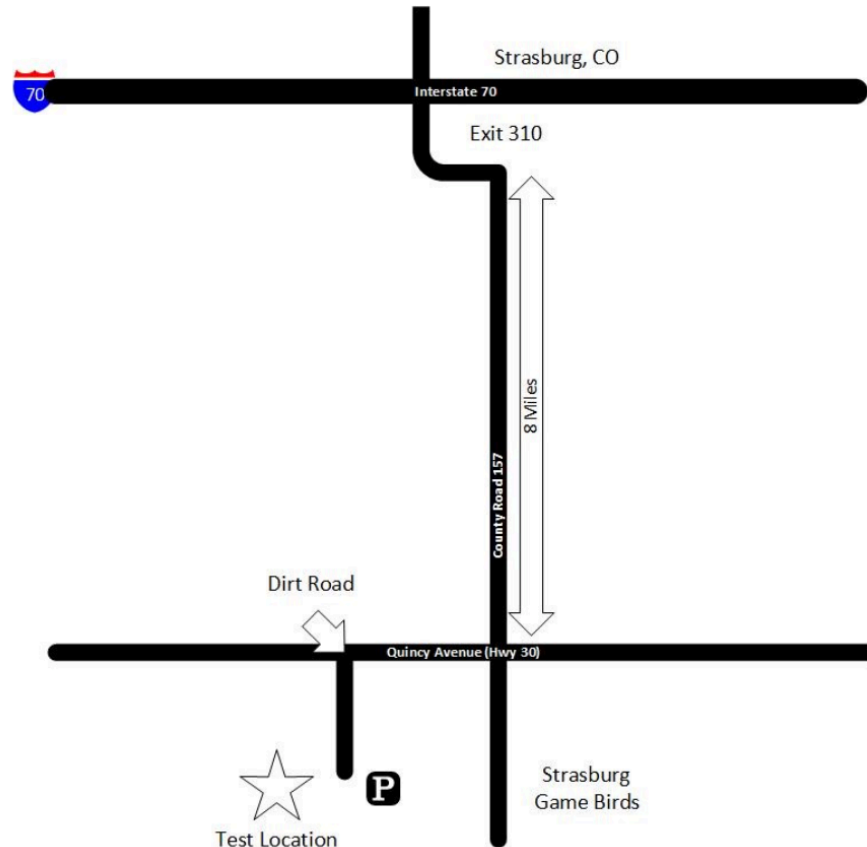 Strasburg, CO
70
Interstate 70
Exit 310
8 Miles
County Road 157
Dirt Road
Quincy Avenue (Hwy 30)
P
Strasburg
Game Birds
Test Location